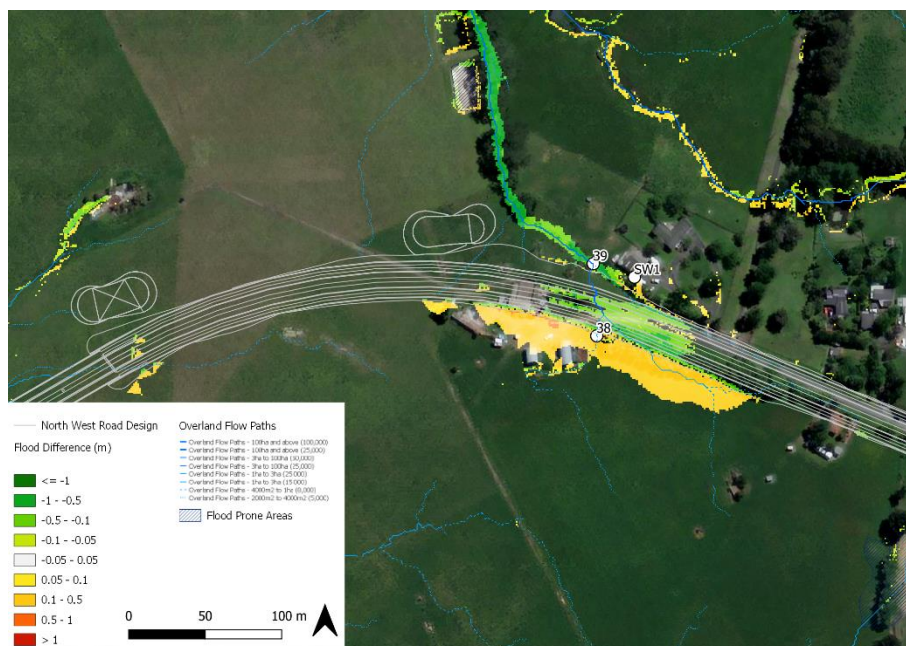 39
SW1
38
North West Road Design
Flood Difference (m)
<= -1
-1 - -0.5
-0.5 - -0.1
-0.1 - -0.05
-0.05 - 0.05
0.05 - 0.1
0.1 - 0.5
0.5 - 1
> 1
Overland Flow Paths
Overland Flow Paths - 100ha and above (100,000)
Overland Flow Paths - 100ha and above (25,000)
Overland Flow Paths - 3ha to 100ha (50,000)
Overland Flow Paths - 3ha to 100ha (25,000)
Overland Flow Paths - 1ha to 3ha (25 000)
Overland Flow Paths - 1ha to 3ha (15 000)
Overland Flow Paths - 4000m2 to 1ha (8,000)
Overland Flow Paths - 2000m2 to 4000m2 (5,000)
Flood Prone Areas
0 50 100 m